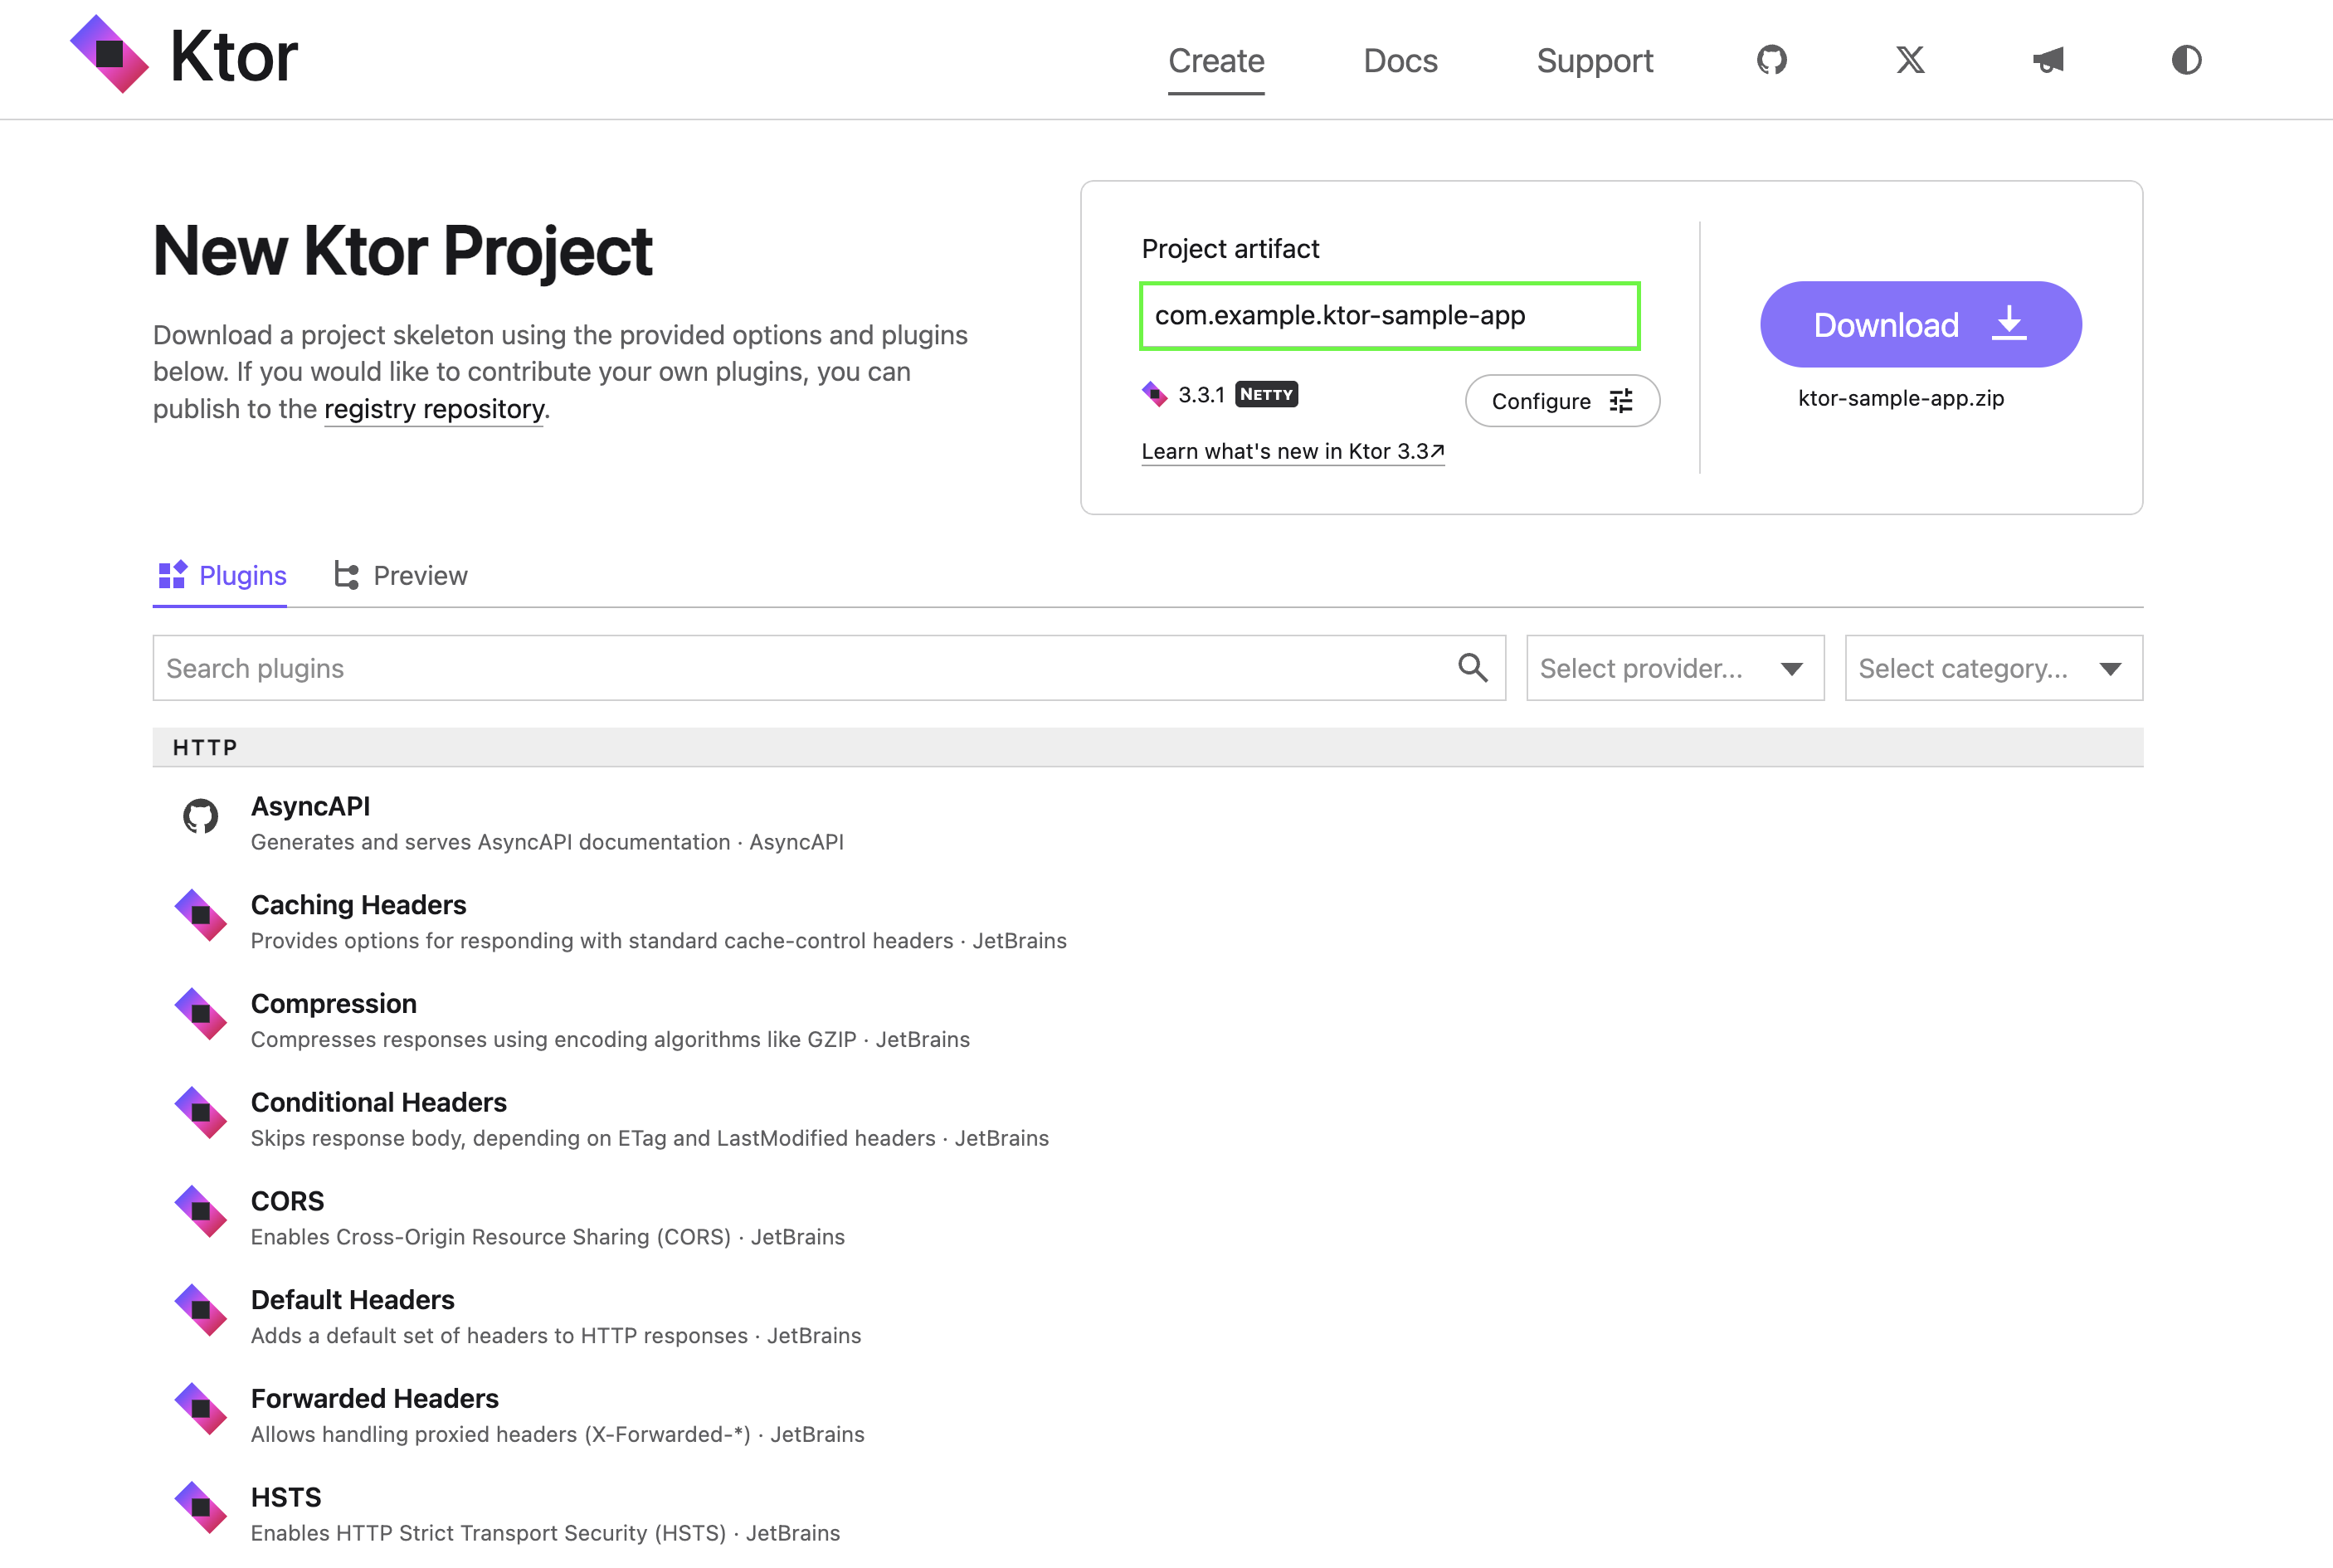 Ktor
Create
Docs
Support
New Ktor Project
Download a project skeleton using the provided options and plugins
below. If you would like to contribute your own plugins, you can
publish to the registry repository.
Project artifact
com.example.ktor-sample-app
3.3.1 NETTY
Configure
Learn what's new in Ktor 3.3↗
Download
ktor-sample-app.zip
Plugins
Preview
Search plugins
Select provider...
Select category...
HTTP
AsyncAPI
Generates and serves AsyncAPI documentation · AsyncAPI
Caching Headers
Provides options for responding with standard cache-control headers · JetBrains
Compression
Compresses responses using encoding algorithms like GZIP · JetBrains
Conditional Headers
Skips response body, depending on ETag and LastModified headers · JetBrains
CORS
Enables Cross-Origin Resource Sharing (CORS) · JetBrains
Default Headers
Adds a default set of headers to HTTP responses · JetBrains
Forwarded Headers
Allows handling proxied headers (X-Forwarded-*) · JetBrains
HSTS
Enables HTTP Strict Transport Security (HSTS) · JetBrains